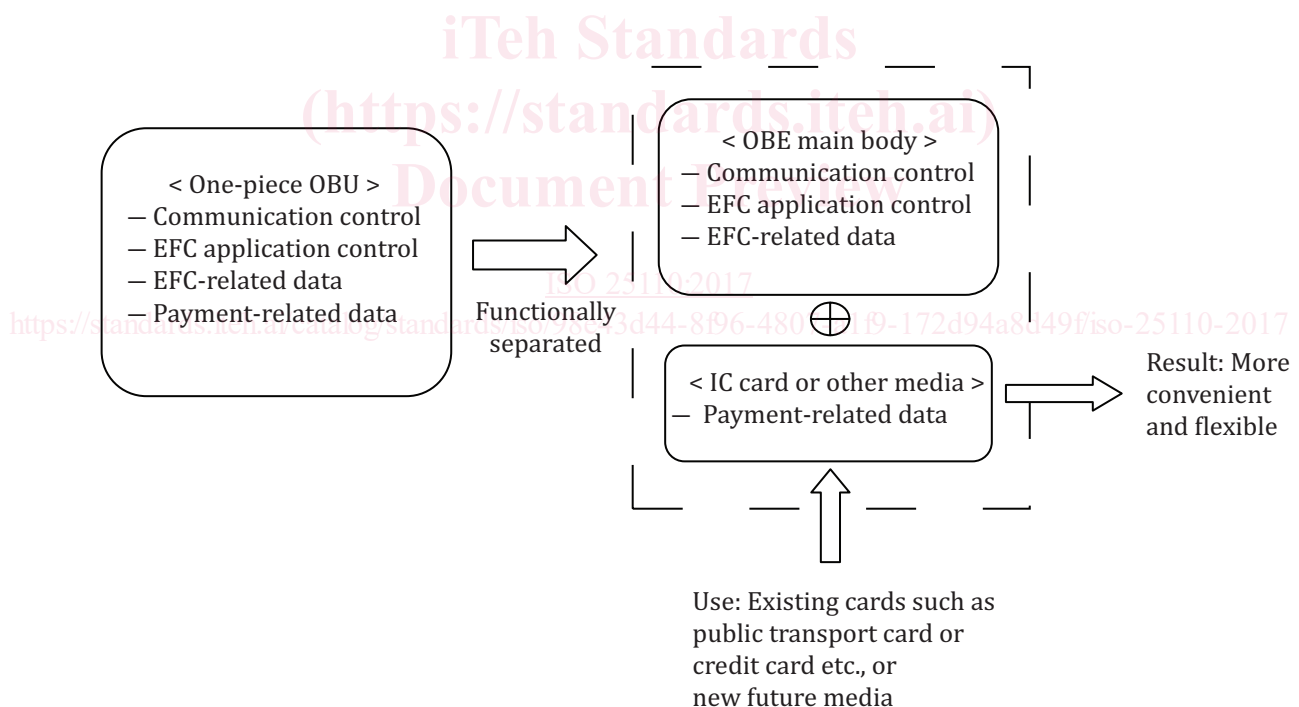 iTeh Standards
(https://standards.iteh.ai)
Document Preview
< One-piece OBU >
— Communication control
— EFC application control
— EFC-related data
— Payment-related data
Functionally
separated
< OBE main body >
— Communication control
— EFC application control
— EFC-related data
ISO 25110:2017
< IC card or other media >
— Payment-related data
Result: More
convenient
and flexible
Use: Existing cards such as
public transport card or
credit card etc., or
new future media